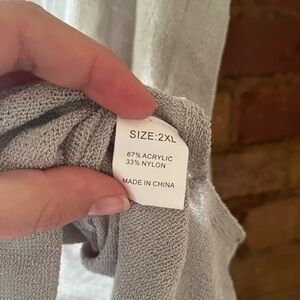 SIZE:2XL
67% ACRYLIC
33% NYLON
MADE IN CHINA